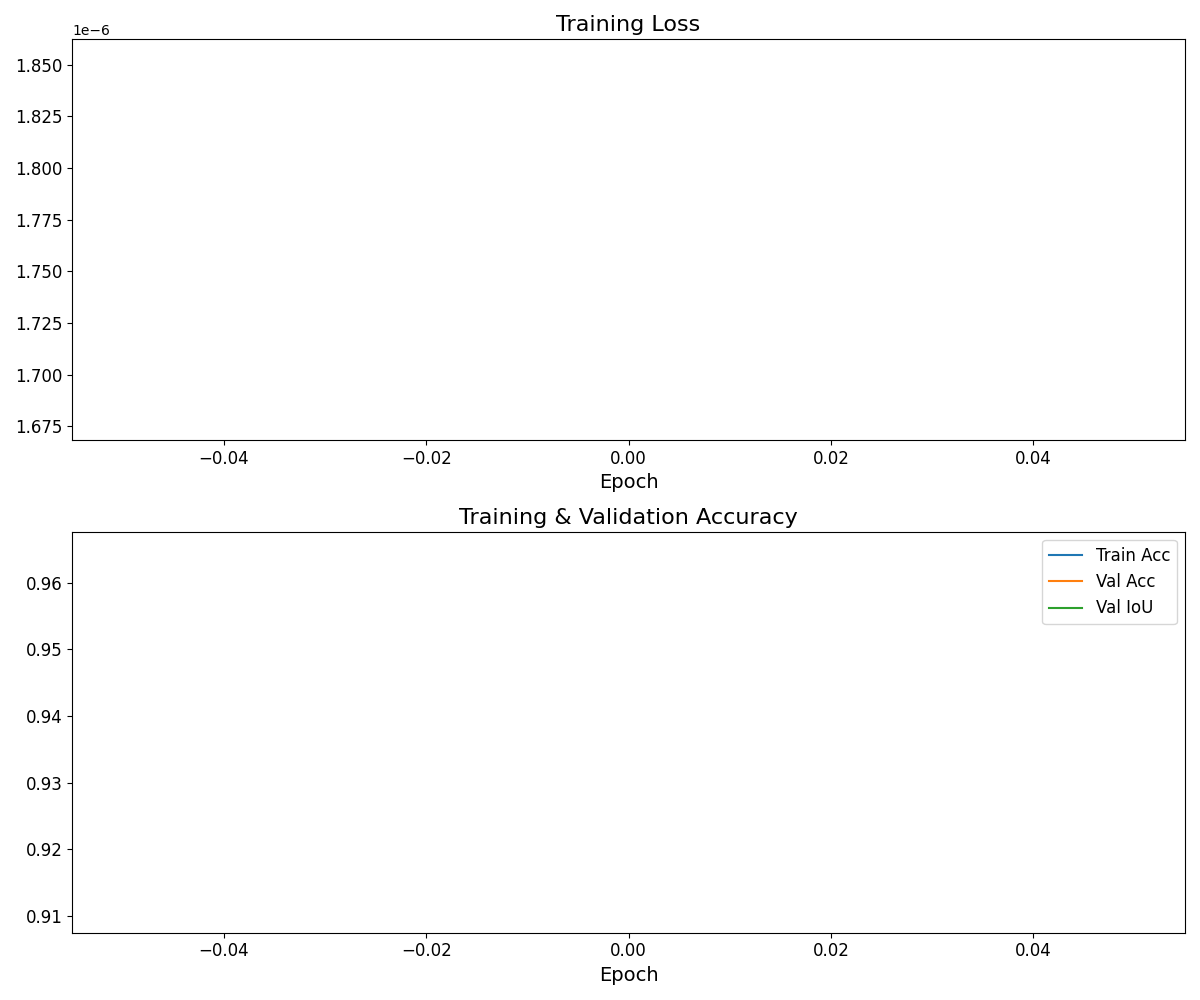 Training Loss
1e−6
1.850
1.825
1.800
1.775
1.750
1.725
1.700
1.675
−0.04 −0.02 0.00 0.02 0.04
Epoch
Training & Validation Accuracy
Train Acc
Val Acc
Val IoU
0.96
0.95
0.94
0.93
0.92
0.91
−0.04 −0.02 0.00 0.02 0.04
Epoch